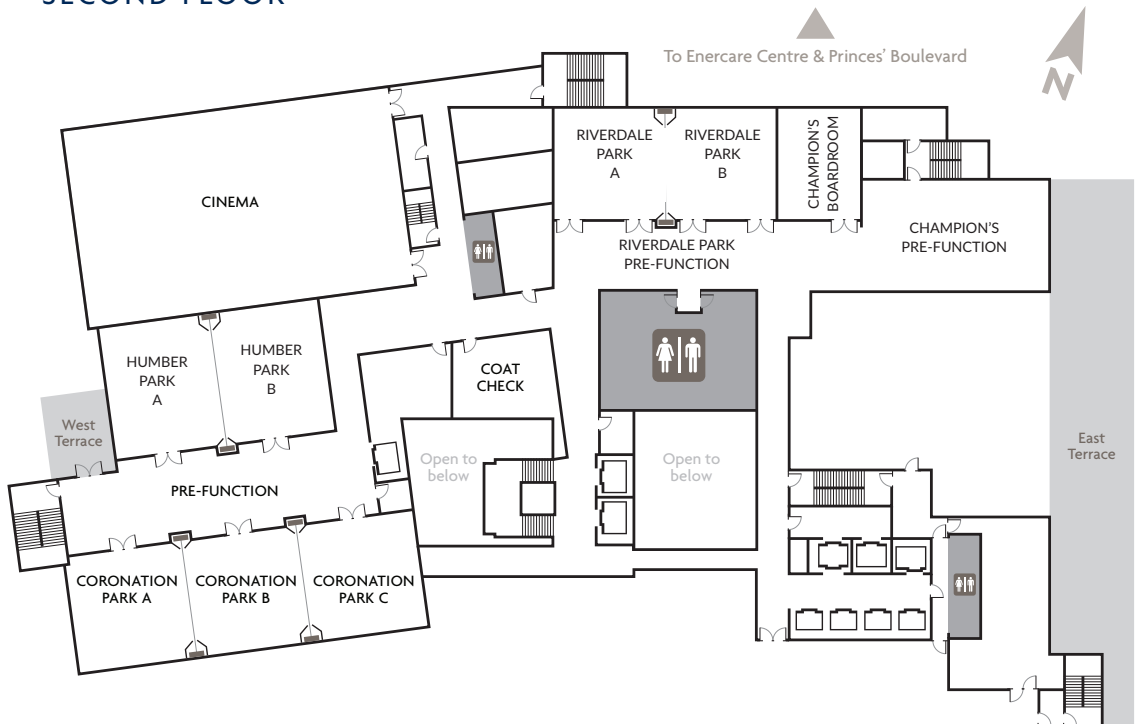 SECOND FLOOR
To Enercare Centre & Princes' Boulevard
N
RIVERDALE
PARK
A
RIVERDALE
PARK
B
CHAMPION'S
BOARDROOM
CINEMA
CHAMPION'S
PRE-FUNCTION
RIVERDALE PARK
PRE-FUNCTION
HUMBER
PARK
A
HUMBER
PARK
B
COAT
CHECK
West
Terrace
Open to
below
Open to
below
East
Terrace
PRE-FUNCTION
CORONATION
PARK A
CORONATION
PARK B
CORONATION
PARK C